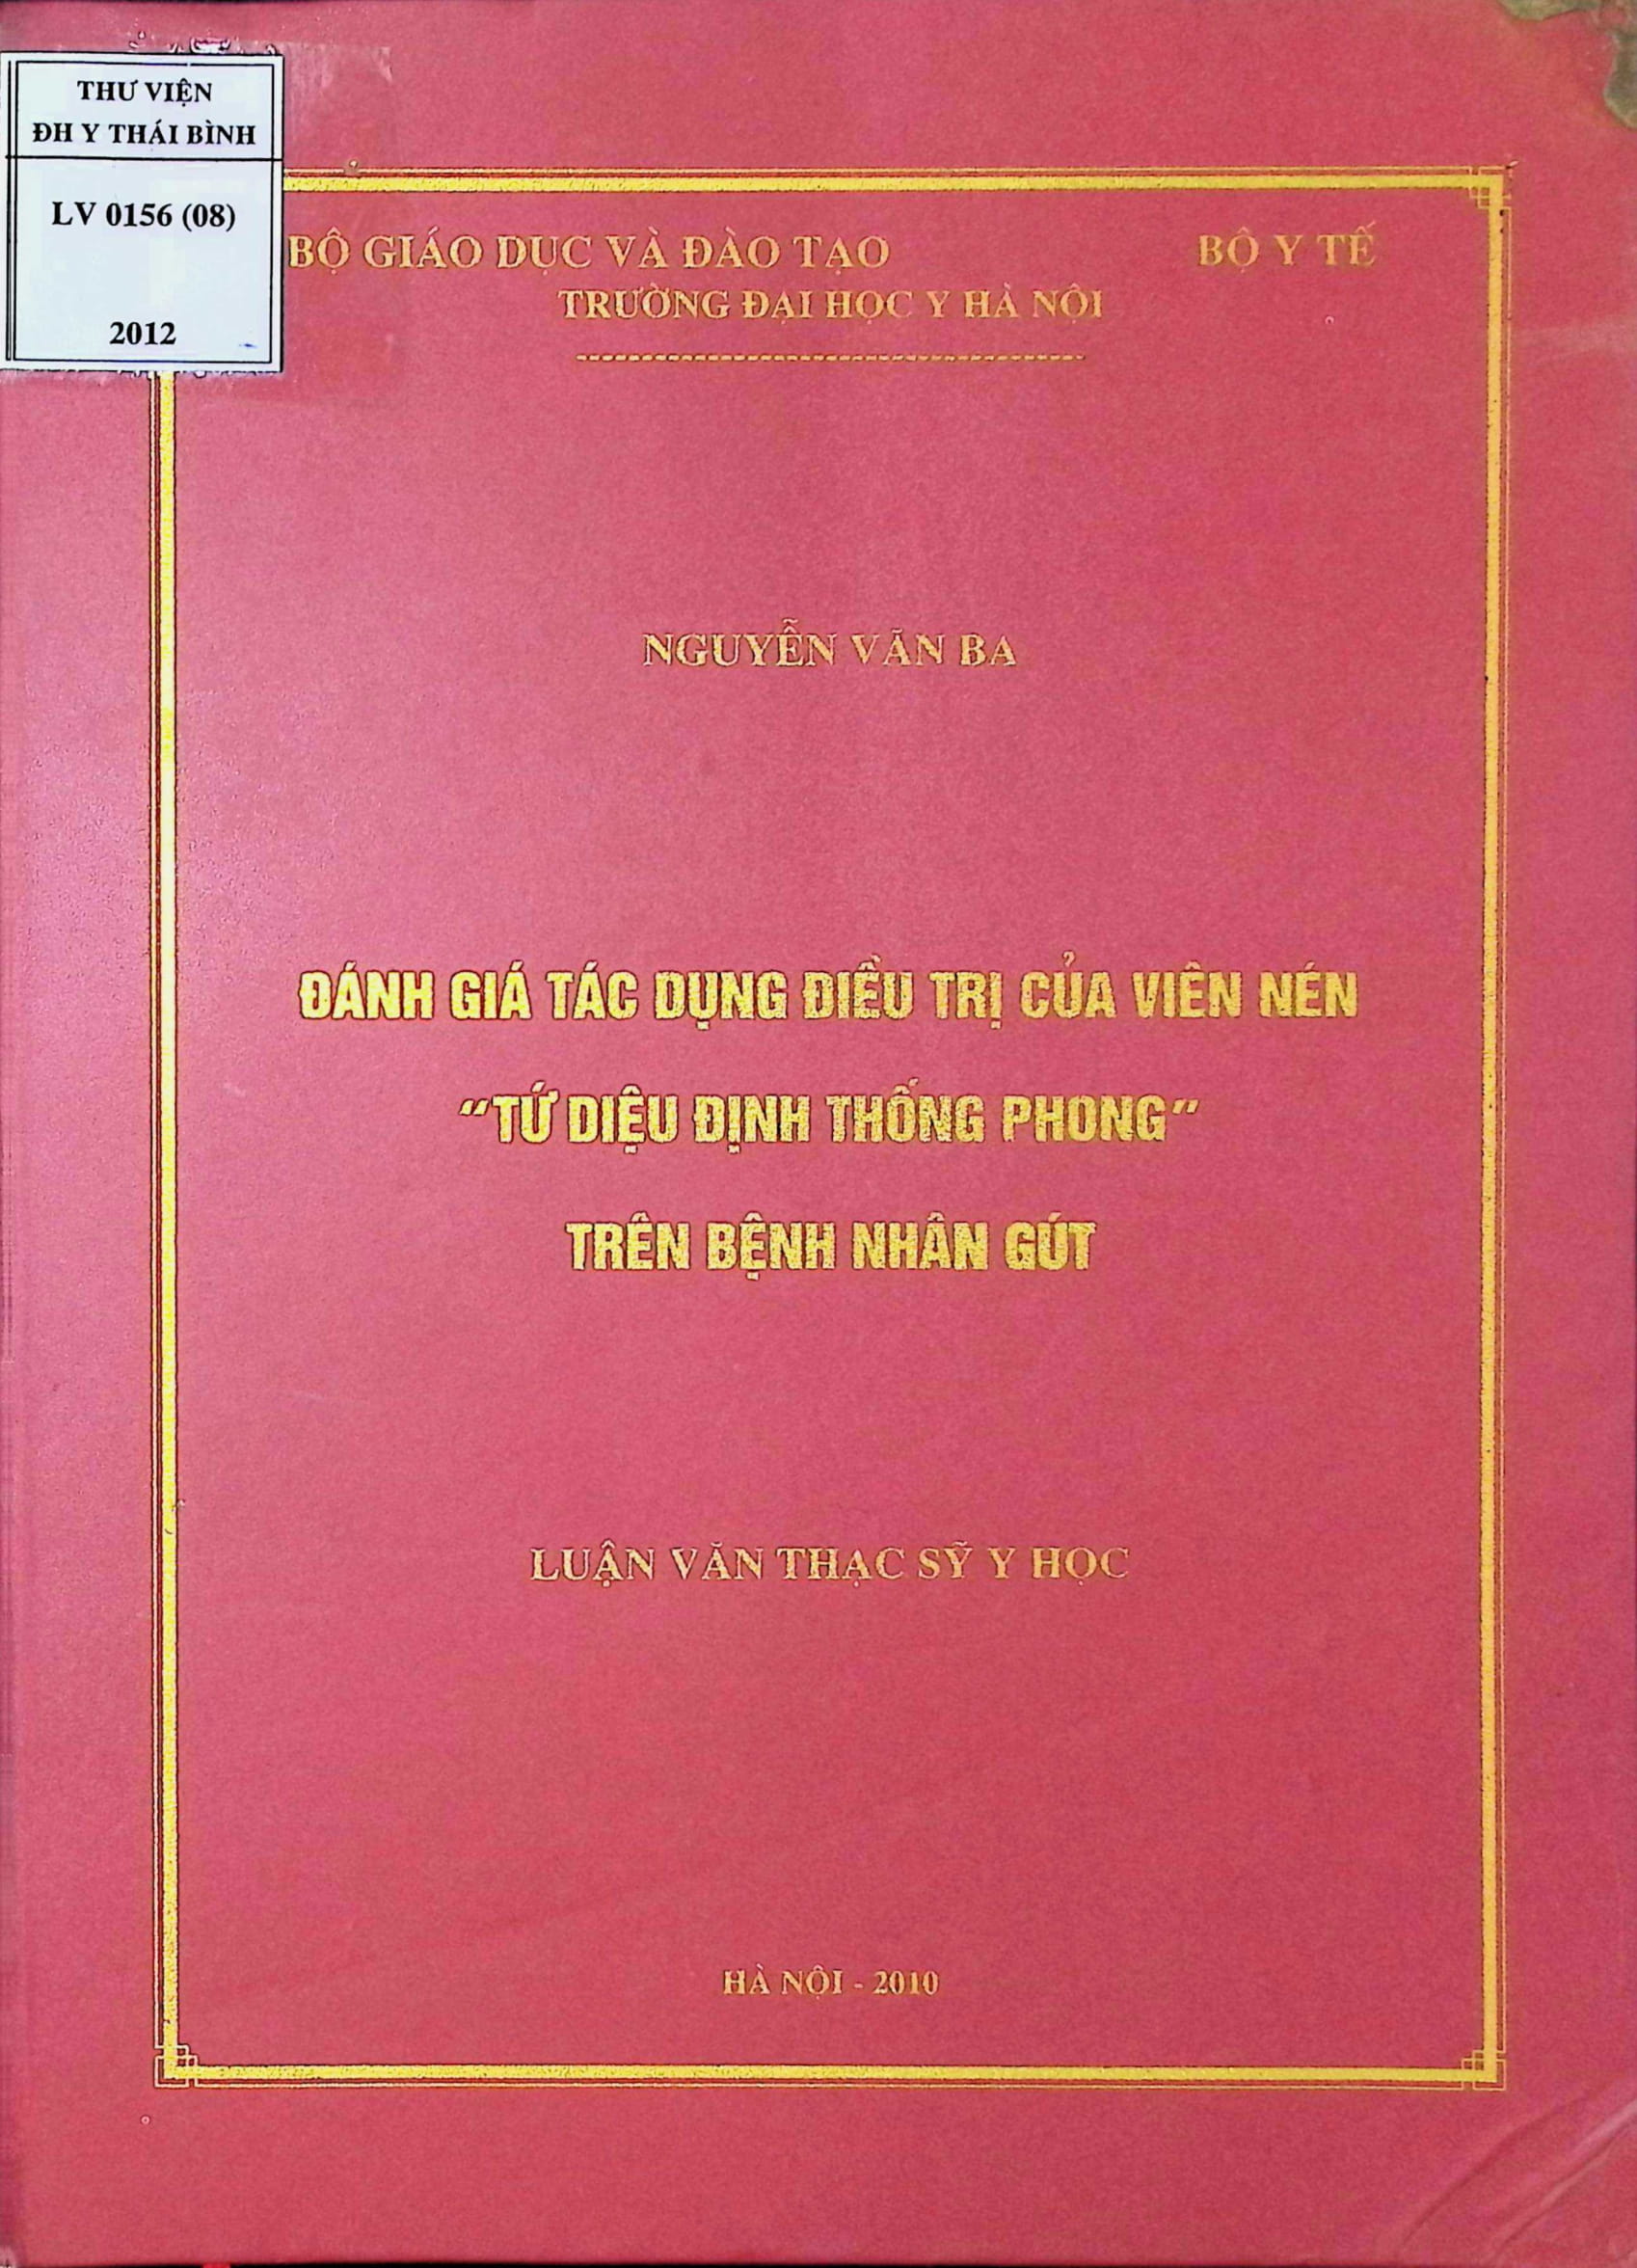 THƯ VIỆN
ĐH Y THÁI BÌNH
LV 0156 (08)
2012
BỘ GIÁO DỤC VÀ ĐÀO TẠO BỘ Y TẾ
TRƯỜNG ĐẠI HỌC Y HÀ NỘI
NGUYỄN VĂN BA
ĐÁNH GIÁ TÁC DỤNG ĐIỀU TRỊ CỦA VIÊN NÉN
"TỨ DIỆU ĐỊNH THỐNG PHONG"
TRÊN BỆNH NHÂN GÚT
LUẬN VĂN THẠC SỸ Y HỌC
HÀ NỘI - 2010